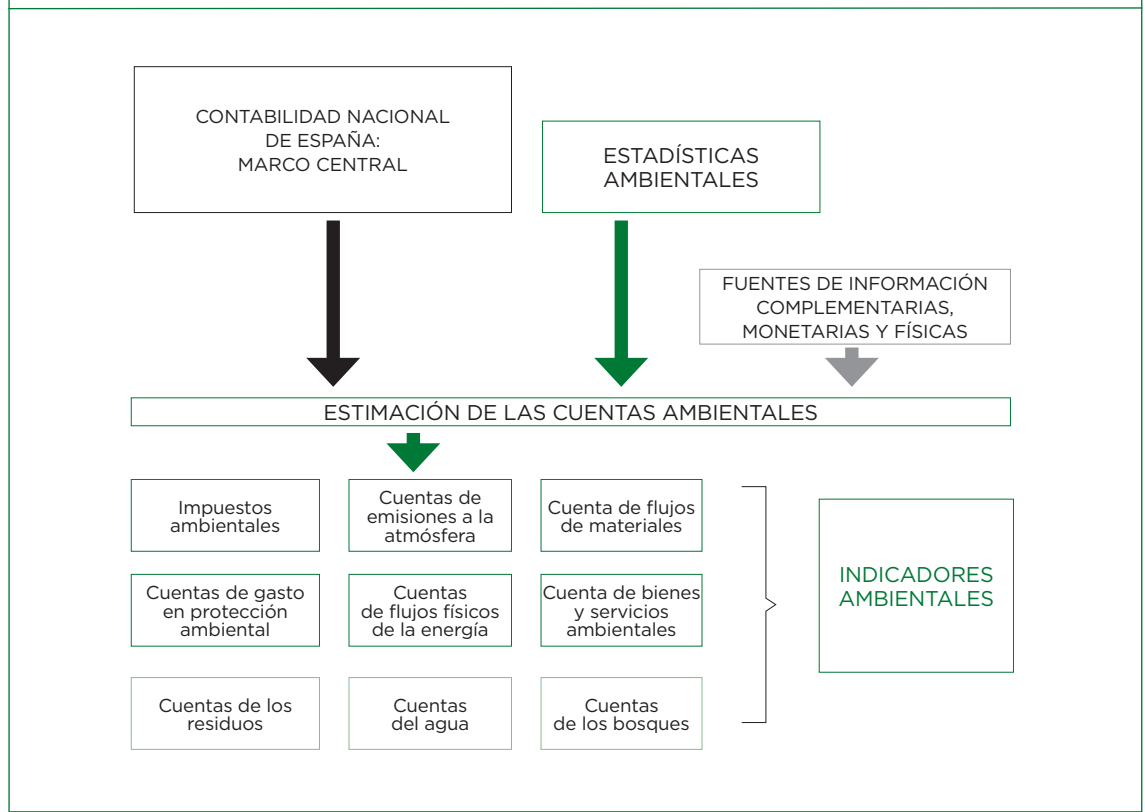 CONTABILIDAD NACIONAL
DE ESPAÑA:
MARCO CENTRAL
ESTADÍSTICAS
AMBIENTALES
FUENTES DE INFORMACIÓN
COMPLEMENTARIAS,
MONETARIAS Y FÍSICAS
ESTIMACIÓN DE LAS CUENTAS AMBIENTALES
Impuestos
ambientales
Cuentas de
emisiones a la
atmósfera
Cuenta de flujos
de materiales
Cuentas de gasto
en protección
ambiental
Cuentas
de flujos físicos
de la energía
Cuenta de bienes
y servicios
ambientales
Cuentas de los
residuos
Cuentas
del agua
Cuentas
de los bosques
INDICADORES
AMBIENTALES